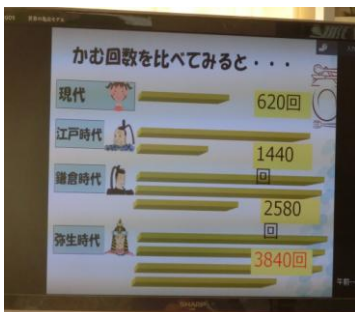 かむ回数を比べてみると・・・
現代
620回
江戸時代
1440
回
鎌倉時代
2580
回
弥生時代
3840回